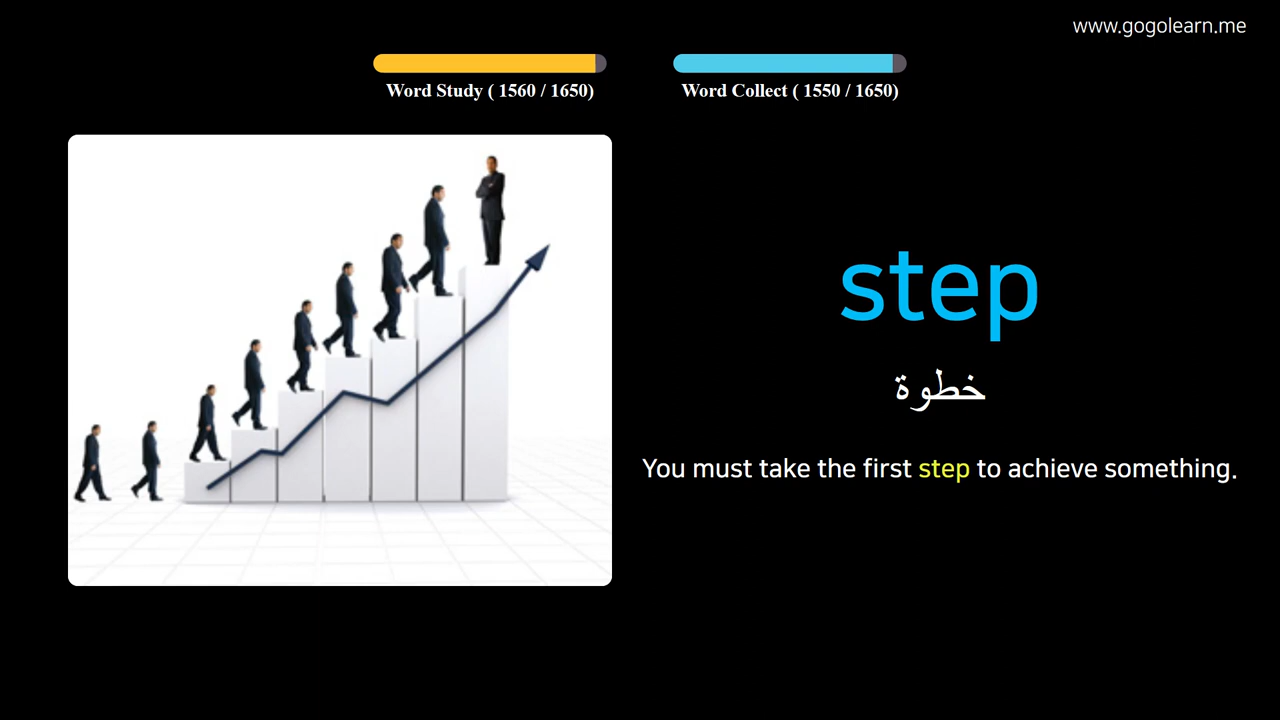 www.gogolearn.me
Word Study ( 1560 / 1650)
Word Collect ( 1550 / 1650)
step
خطوة
You must take the first step to achieve something.